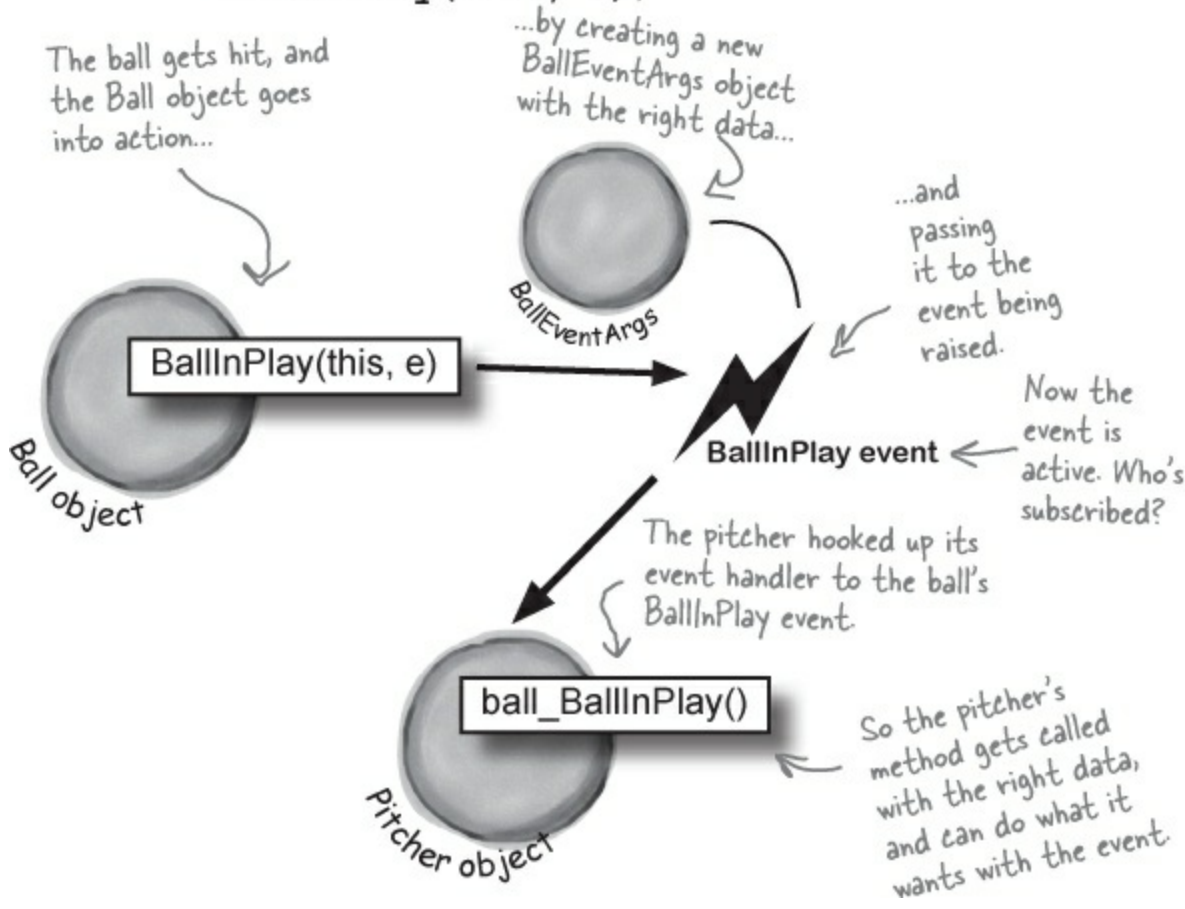 The ball gets hit, and
the Ball object goes
into action...
...by creating a new
BallEventArgs object
with the right data...
BallEventArgs
...and
passing
it to the
event being
raised.
BallInPlay(this, e)
Ball object
BallInPlay event
Now the
event is
active. Who's
subscribed?
The pitcher hooked up its
event handler to the ball's
BallInPlay event.
ball_BallInPlay()
Pitcher object
So the pitcher's
method gets called
with the right data,
and can do what it
wants with the event.